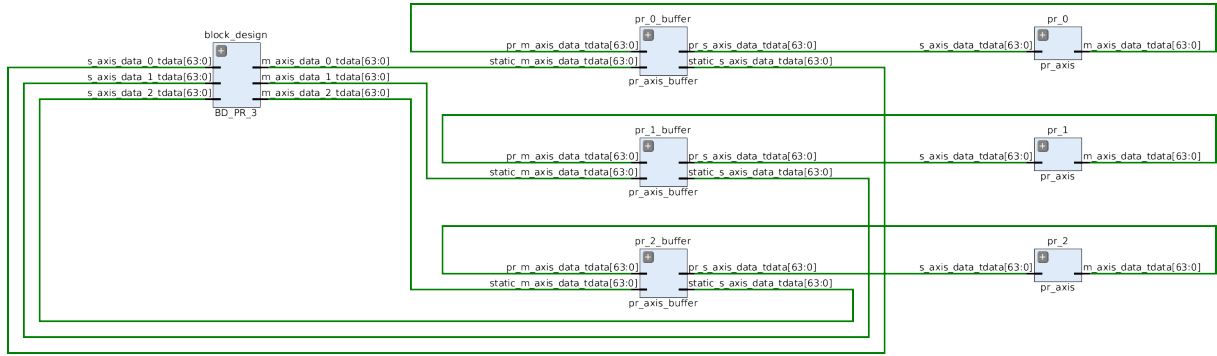 block_design
s_axis_data_0_tdata[63:0]
s_axis_data_1_tdata[63:0]
s_axis_data_2_tdata[63:0]
m_axis_data_0_tdata[63:0]
m_axis_data_1_tdata[63:0]
m_axis_data_2_tdata[63:0]
BD_PR_3
pr_0_buffer
pr_m_axis_data_tdata[63:0]
static_m_axis_data_tdata[63:0]
pr_s_axis_data_tdata[63:0]
static_s_axis_data_tdata[63:0]
pr_axis_buffer
pr_0
s_axis_data_tdata[63:0]
m_axis_data_tdata[63:0]
pr_axis
pr_1_buffer
pr_m_axis_data_tdata[63:0]
static_m_axis_data_tdata[63:0]
pr_s_axis_data_tdata[63:0]
static_s_axis_data_tdata[63:0]
pr_axis_buffer
pr_1
s_axis_data_tdata[63:0]
m_axis_data_tdata[63:0]
pr_axis
pr_2_buffer
pr_m_axis_data_tdata[63:0]
static_m_axis_data_tdata[63:0]
pr_s_axis_data_tdata[63:0]
static_s_axis_data_tdata[63:0]
pr_axis_buffer
pr_2
s_axis_data_tdata[63:0]
m_axis_data_tdata[63:0]
pr_axis